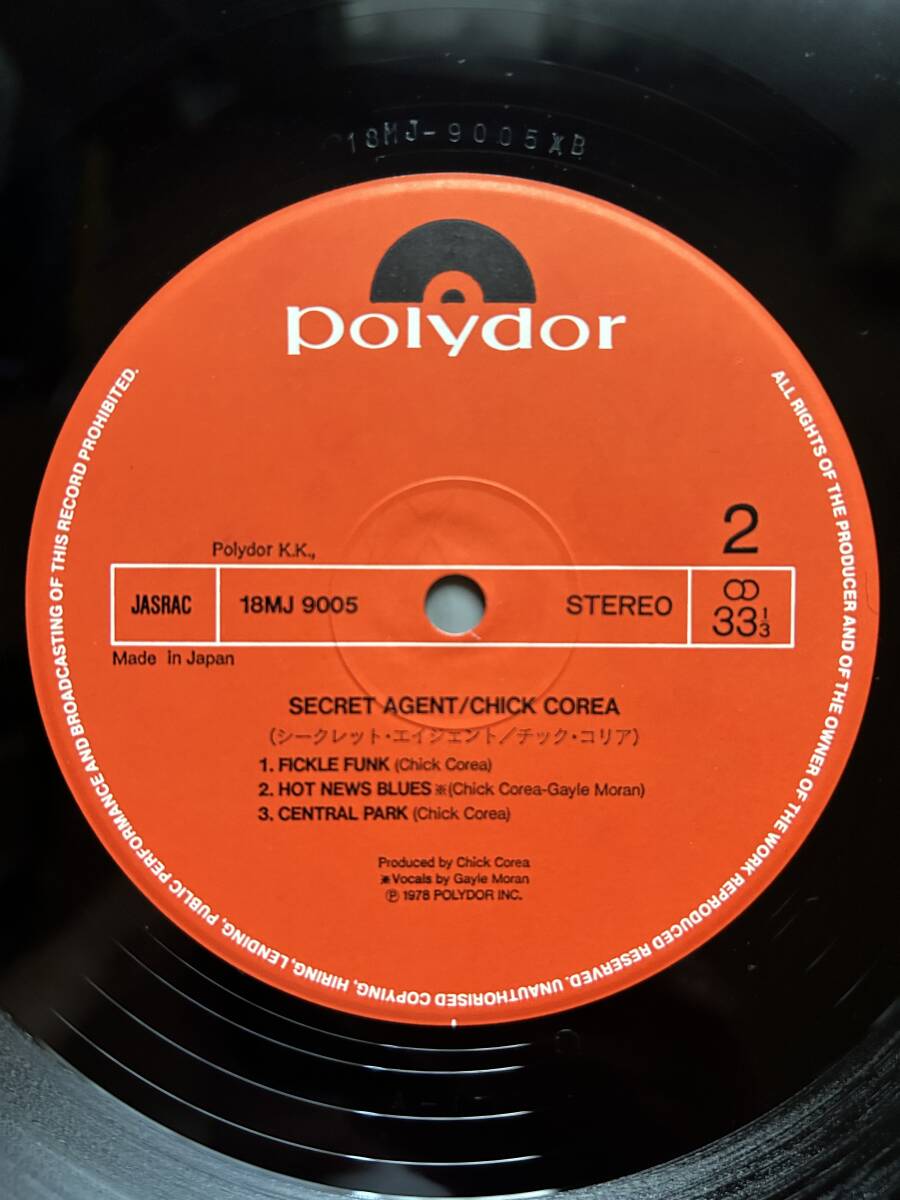 18MJ-9005 B
polydor
2
Polydor K.K.,
JASRAC 18MJ 9005 STEREO 33⅓
Made in Japan
SECRET AGENT/CHICK COREA
(シークレット・エイジェント/チック・コリア)
1. FICKLE FUNK (Chick Corea)
2. HOT NEWS BLUES ※(Chick Corea-Gayle Moran)
3. CENTRAL PARK (Chick Corea)
Produced by Chick Corea
※Vocals by Gayle Moran
℗ 1978 POLYDOR INC.
ALL RIGHTS OF THE PRODUCER AND OF THE OWNER OF THE WORK REPRODUCED RESERVED. UNAUTHORISED COPYING, HIRING, LENDING, PUBLIC PERFORMANCE AND BROADCASTING OF THIS RECORD PROHIBITED.